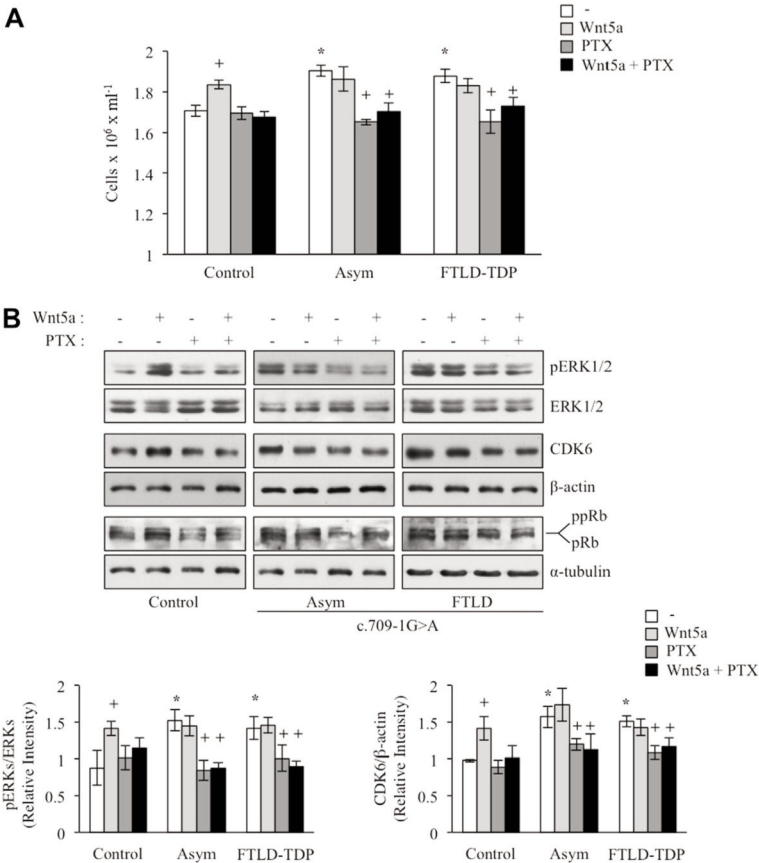 A
-
Wnt5a
PTX
Wnt5a + PTX
Cells x 10⁶ x ml⁻¹
2
1.8
1.6
1.4
1.2
1
+
*
+ +
*
+ +
Control Asym FTLD-TDP
B
Wnt5a : - + - + - + - + - + - +
PTX : - - + + - - + + - - + +
pERK1/2
ERK1/2
CDK6
β-actin
ppRb
pRb
α-tubulin
Control Asym FTLD
c.709-1G>A
-
Wnt5a
PTX
Wnt5a + PTX
pERKs/ERKs
(Relative Intensity)
2
1.5
1
0.5
0
+
*
+ +
*
+ +
Control Asym FTLD-TDP
CDK6/β-actin
(Relative Intensity)
2
1.5
1
0.5
0
+
*
+ +
*
+ +
Control Asym FTLD-TDP